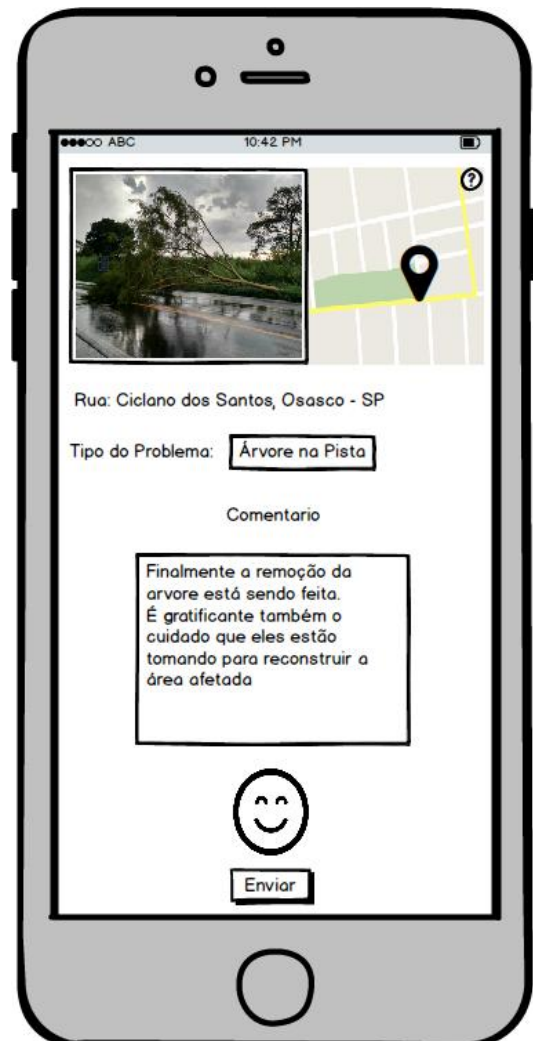 ABC 10:42 PM
?
Rua: Ciclano dos Santos, Osasco - SP
Tipo do Problema: Árvore na Pista
Comentario
Finalmente a remoção da
arvore está sendo feita.
É gratificante também o
cuidado que eles estão
tomando para reconstruir a
área afetada
Enviar